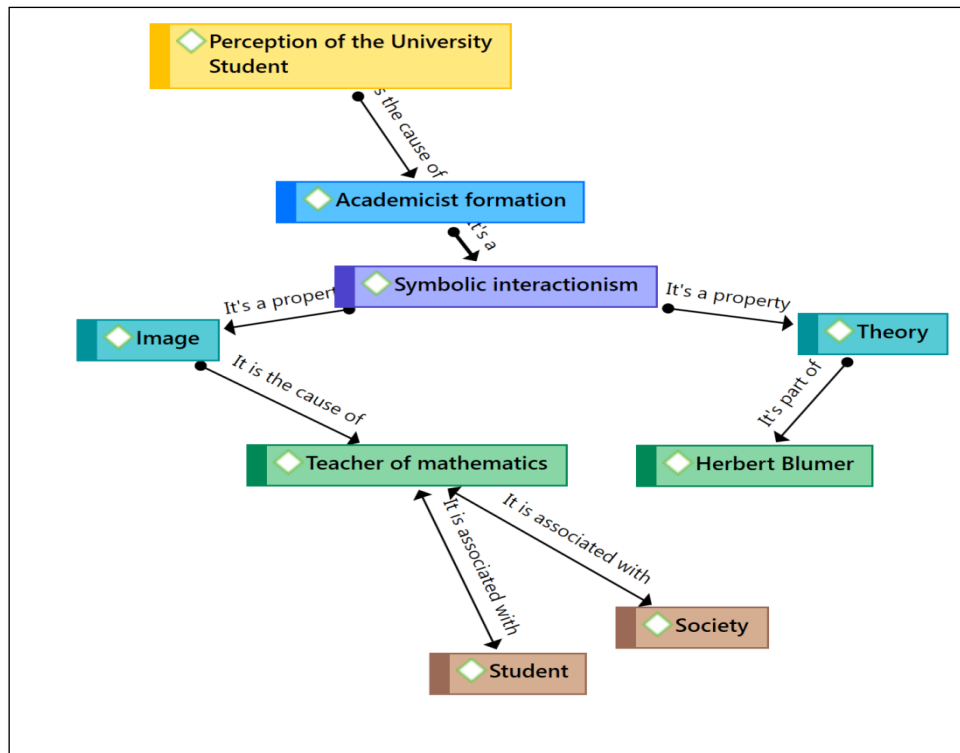 Perception of the University
Student
s the cause of
Academicist formation
It's a
Symbolic interactionism
It's a property
It's a property
Image
Theory
It is the cause of
It's part of
Teacher of mathematics
Herbert Blumer
It is associated with
It is associated with
Society
Student